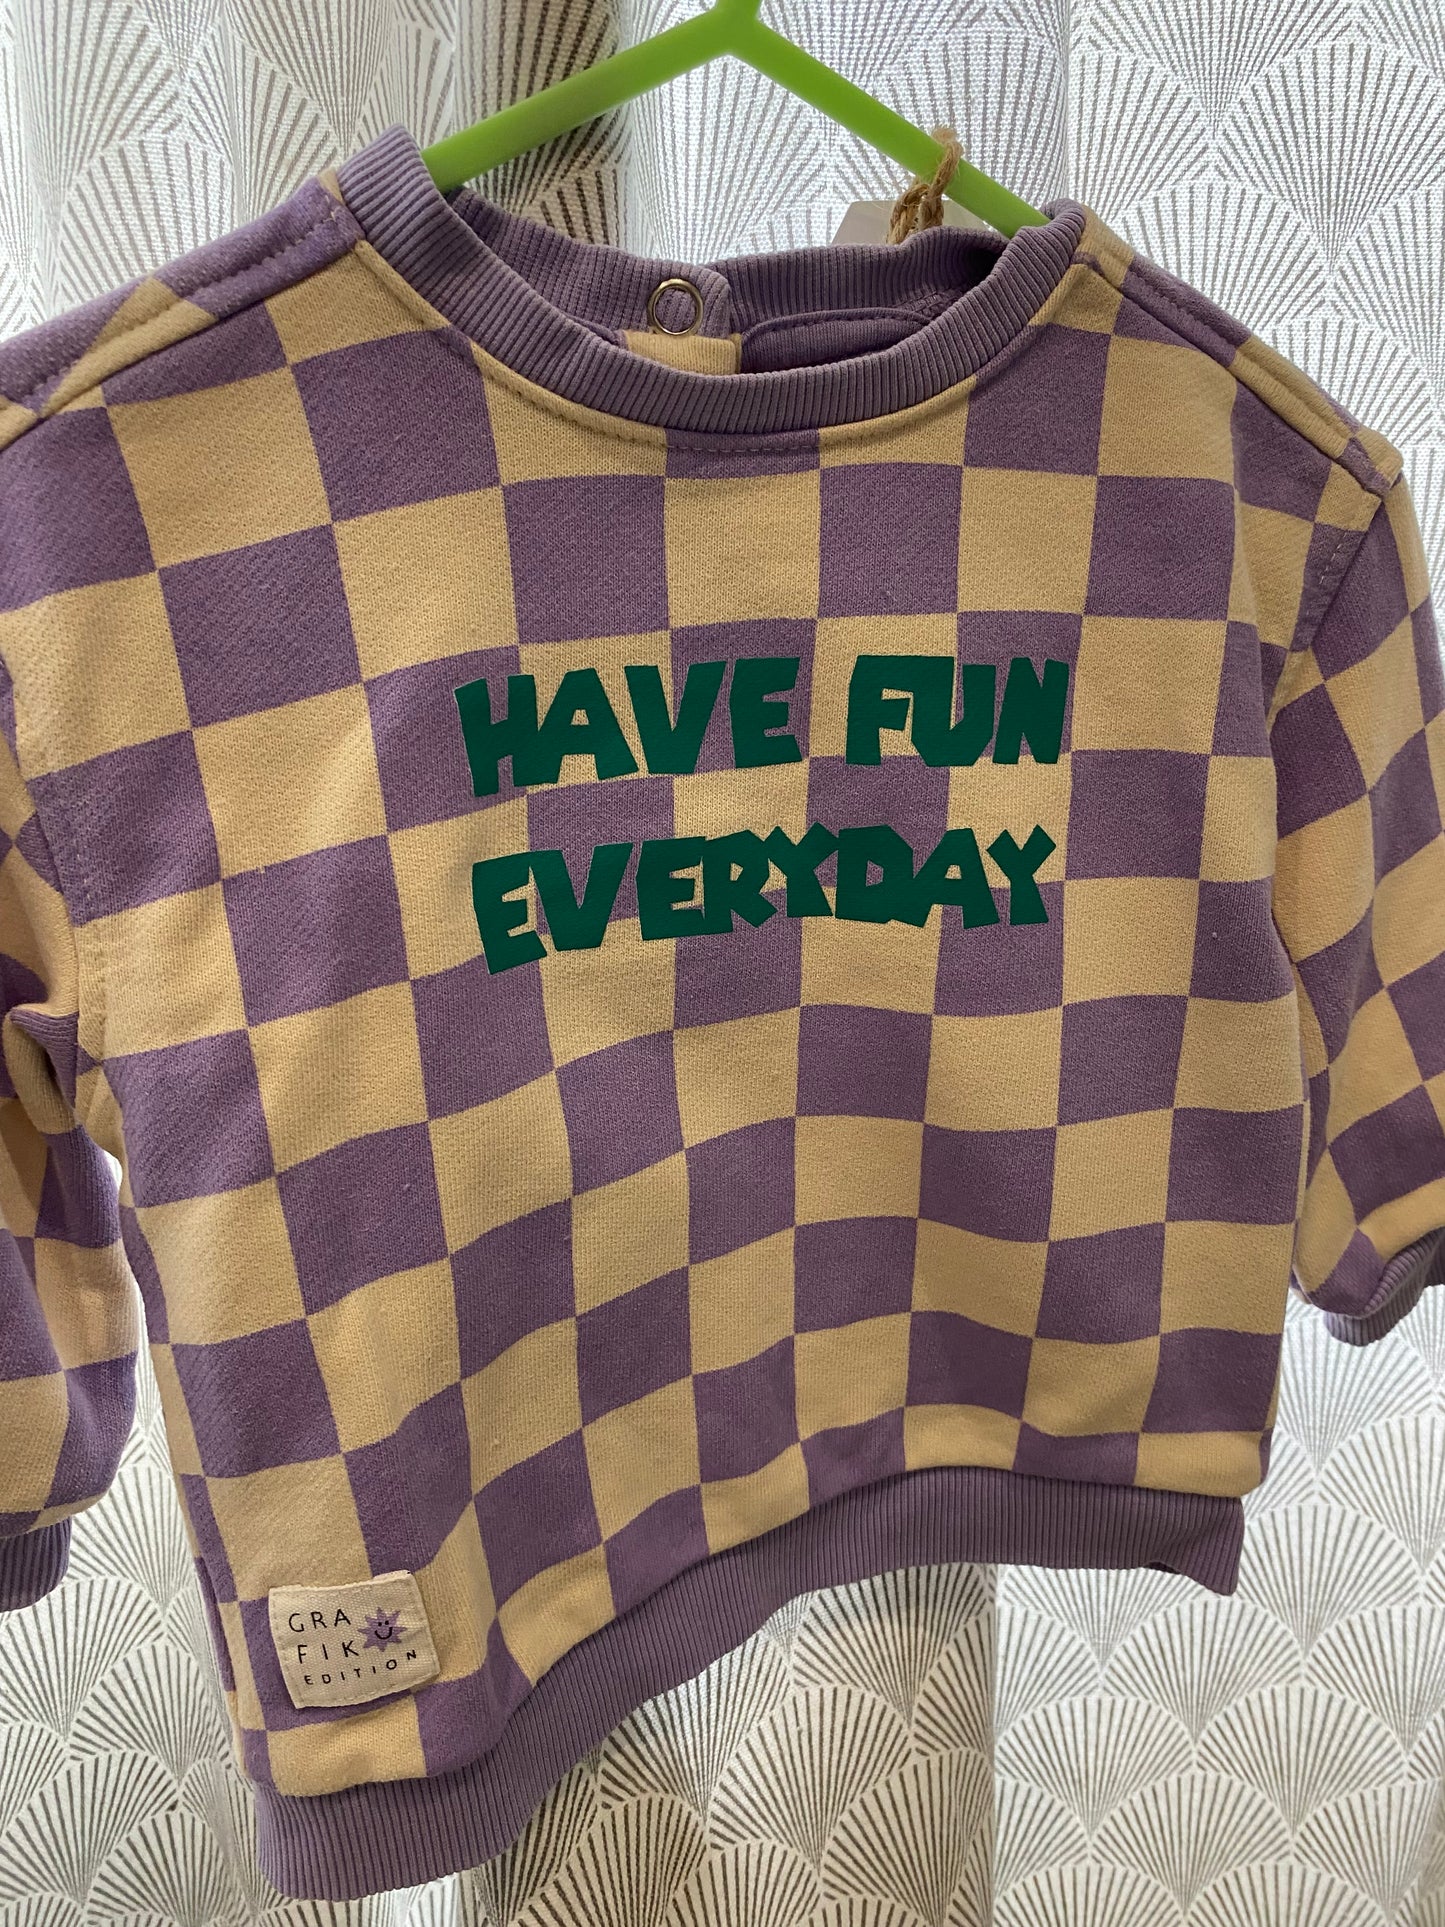 HAVE FUN
EVERYDAY
GRA
FIK
EDITION